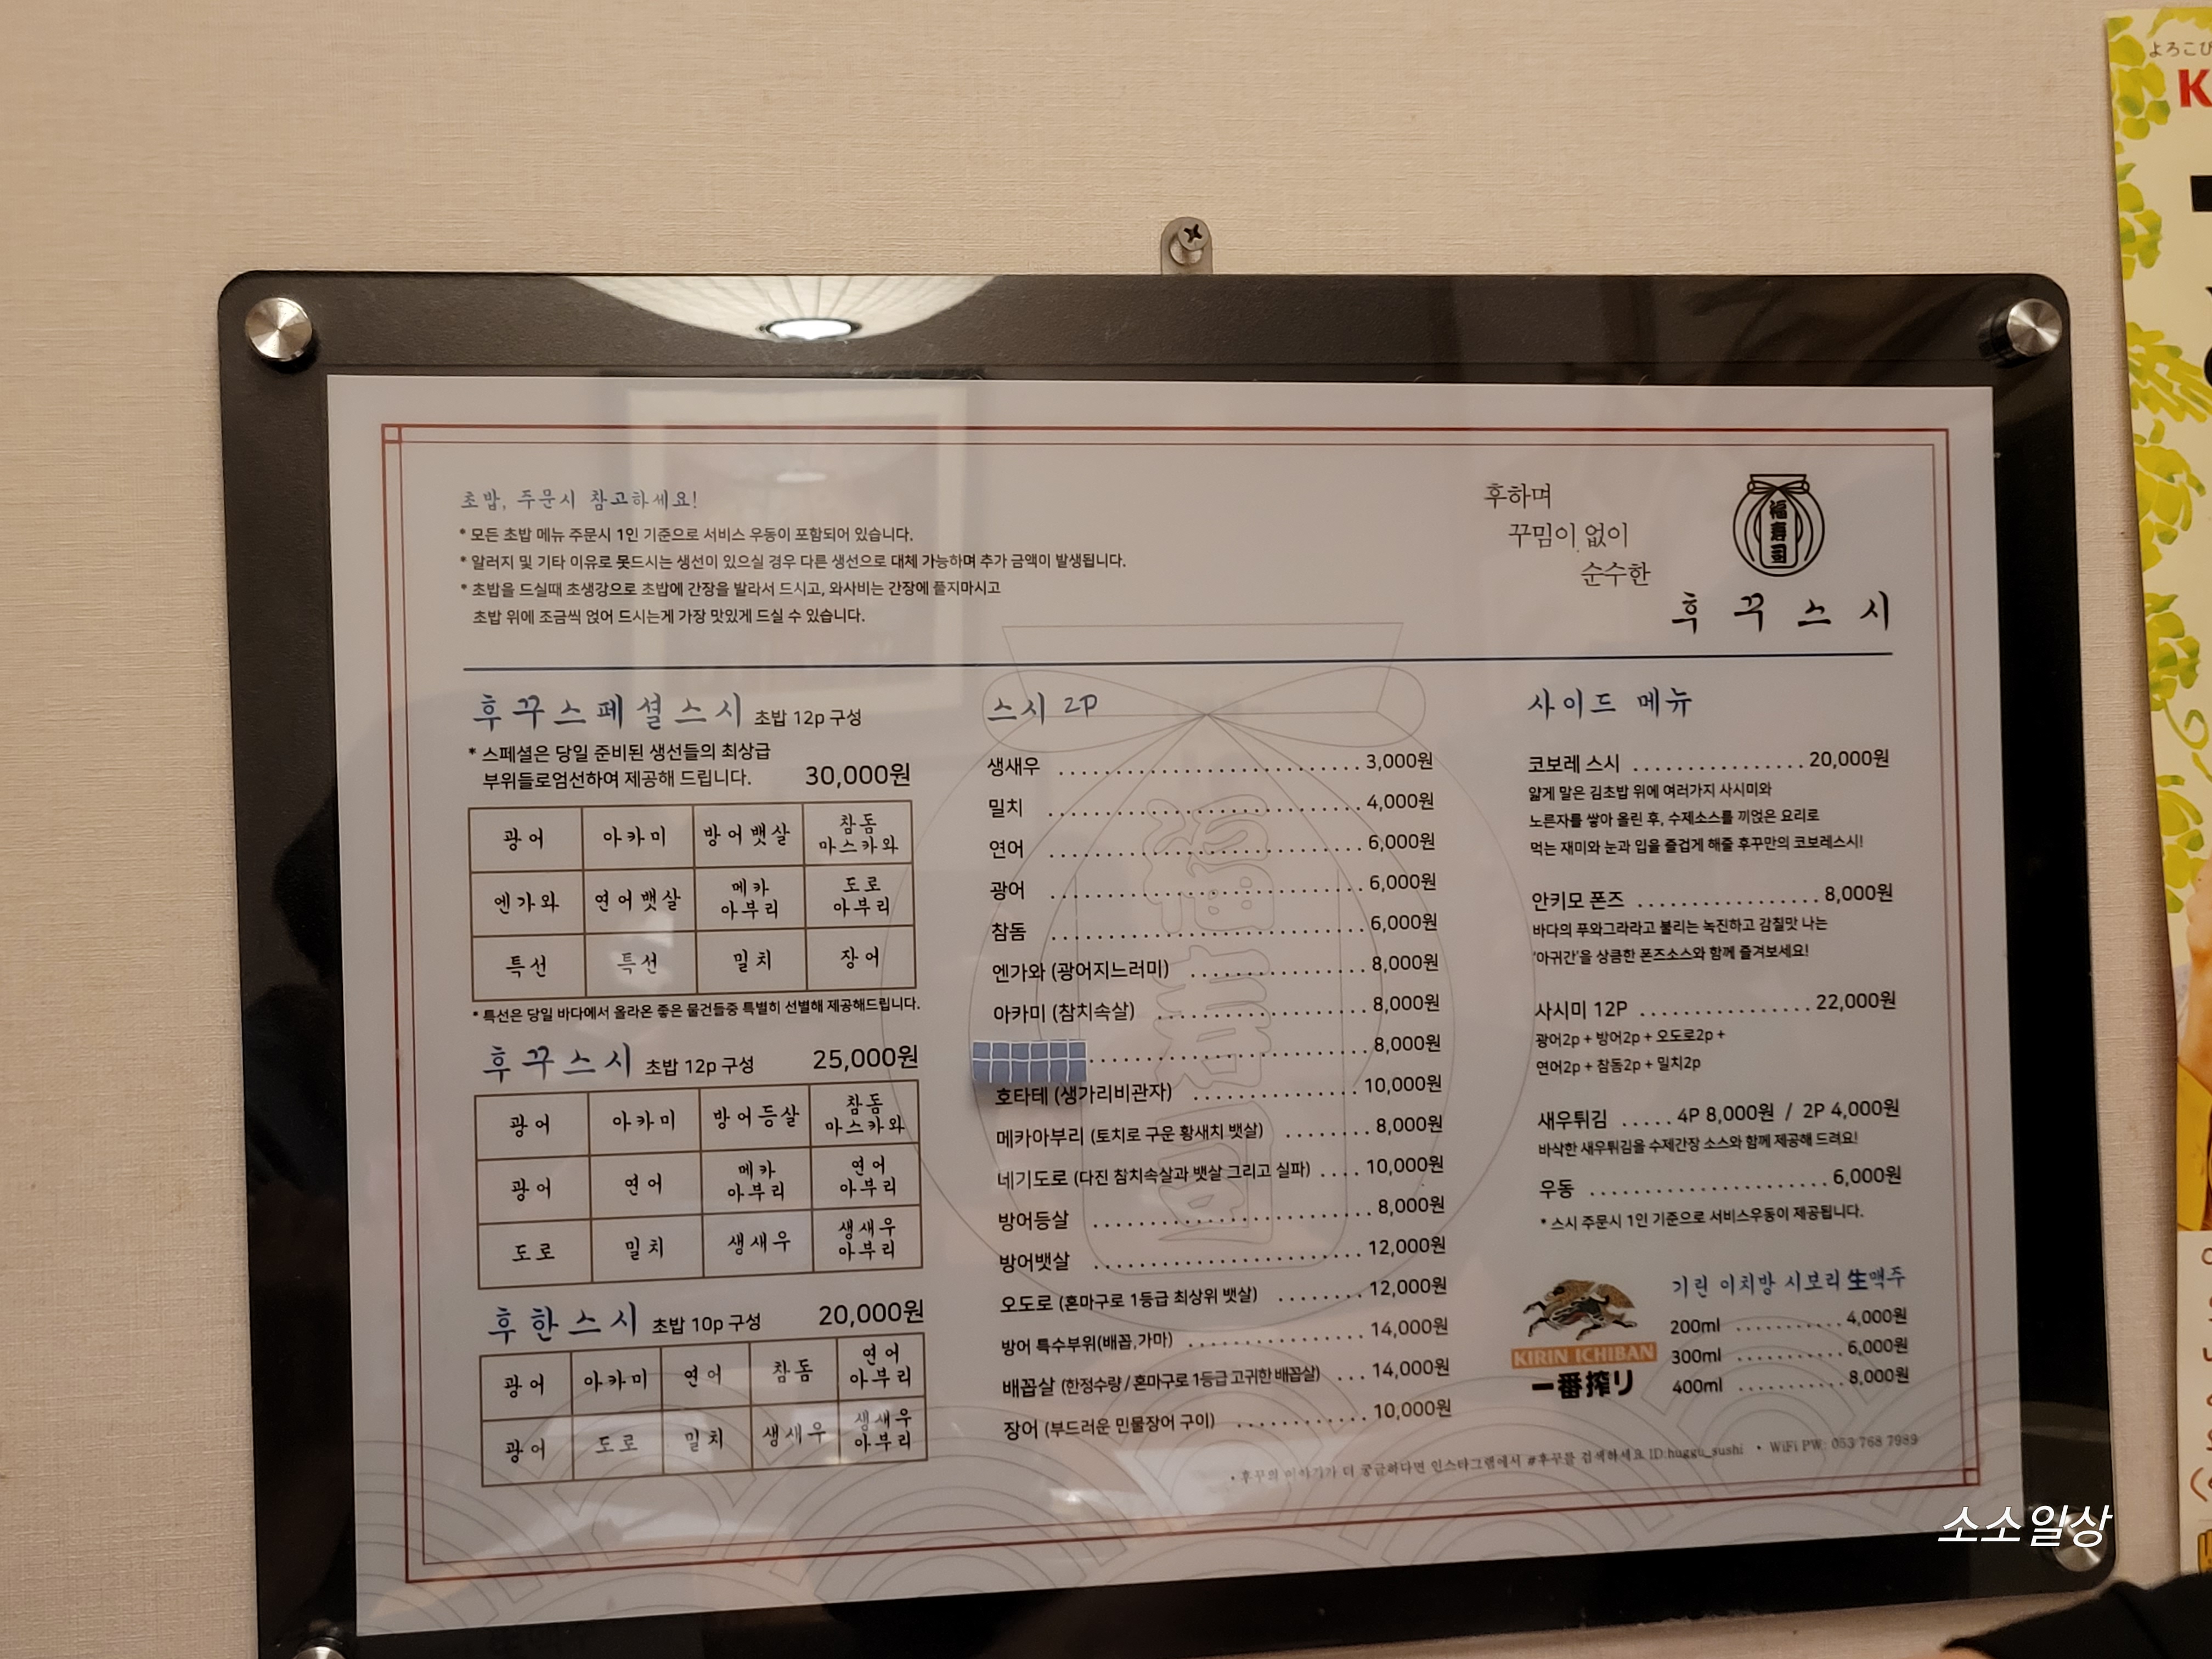 초밥, 주문시 참고하세요!
* 모든 초밥 메뉴 주문시 1인 기준으로 서비스 우동이 포함되어 있습니다.
* 알러지 및 기타 이유로 못드시는 생선이 있으실 경우 다른 생선으로 대체 가능하며 추가 금액이 발생됩니다.
* 초밥을 드실때 초생강으로 초밥에 간장을 발라서 드시고, 와사비는 간장에 풀지마시고
초밥 위에 조금씩 얹어 드시는게 가장 맛있게 드실 수 있습니다.
후하며
꾸밈이 없이
순수한
福寿司
후꾸스시
후꾸스페셜스시 초밥 12p 구성
* 스페셜은 당일 준비된 생선들의 최상급
부위들로엄선하여 제공해 드립니다. 30,000원
광어 아카미 방어뱃살 참돔 마스카와
엔가와 연어뱃살 메카 아부리 도로 아부리
특선 특선 밀치 장어
* 특선은 당일 바다에서 올라온 좋은 물건들중 특별히 선별해 제공해드립니다.
후꾸스시 초밥 12p 구성 25,000원
광어 아카미 방어등살 참돔 마스카와
광어 연어 메카 아부리 연어 아부리
도로 밀치 생새우 생새우 아부리
후한스시 초밥 10p 구성 20,000원
광어 아카미 연어 참돔 연어 아부리
광어 도로 밀치 생새우 생새우 아부리
스시 2P
생새우 .......... 3,000원
밀치 .......... 4,000원
연어 .......... 6,000원
광어 .......... 6,000원
참돔 .......... 6,000원
엔가와 (광어지느러미) .......... 8,000원
아카미 (참치속살) .......... 8,000원
.......... 8,000원
호타테 (생가리비관자) .......... 10,000원
메카아부리 (토치로 구운 황새치 뱃살) ........ 8,000원
네기도로 (다진 참치속살과 뱃살 그리고 실파) .... 10,000원
방어등살 .......... 8,000원
방어뱃살 .......... 12,000원
오도로 (혼마구로 1등급 최상위 뱃살) ........ 12,000원
방어 특수부위(배꼽,가마) .......... 14,000원
배꼽살 (한정수량 / 혼마구로 1등급 고귀한 배꼽살) ... 14,000원
장어 (부드러운 민물장어 구이) .......... 10,000원
사이드 메뉴
코보레 스시 .......... 20,000원
얇게 말은 김초밥 위에 여러가지 사시미와
노른자를 쌓아 올린 후, 수제소스를 끼얹은 요리로
먹는 재미와 눈과 입을 즐겁게 해줄 후꾸만의 코보레스시!
안키모 폰즈 .......... 8,000원
바다의 푸와그라라고 불리는 녹진하고 감칠맛 나는
'아귀간'을 상큼한 폰즈소스와 함께 즐겨보세요!
사시미 12P .......... 22,000원
광어2p + 방어2p + 오도로2p +
연어2p + 참돔2p + 밀치2p
새우튀김 ..... 4P 8,000원 / 2P 4,000원
바삭한 새우튀김을 수제간장 소스와 함께 제공해 드려요!
우동 .......... 6,000원
* 스시 주문시 1인 기준으로 서비스우동이 제공됩니다.
기린 이치방 시보리 生맥주
KIRIN ICHIBAN
一番搾り
200ml .......... 4,000원
300ml .......... 6,000원
400ml .......... 8,000원
• 후꾸의 이야기가 더 궁금하다면 인스타그램에서 #후꾸를 검색하세요 ID:huggu_sushi • WiFi PW: 053 768 7989
소소일상